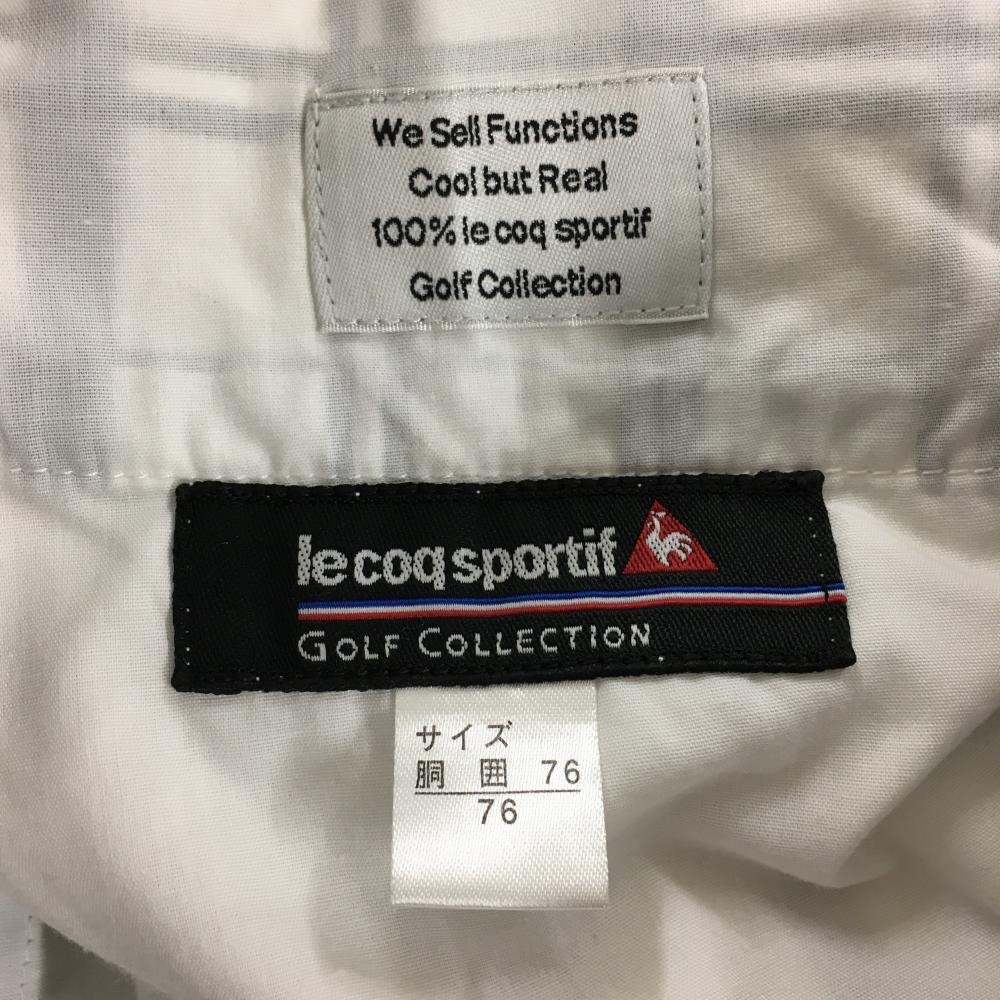 We Sell Functions
Cool but Real
100% le coq sportif
Golf Collection
le coq sportif
GOLF COLLECTION
サイズ
胴 囲 76
76